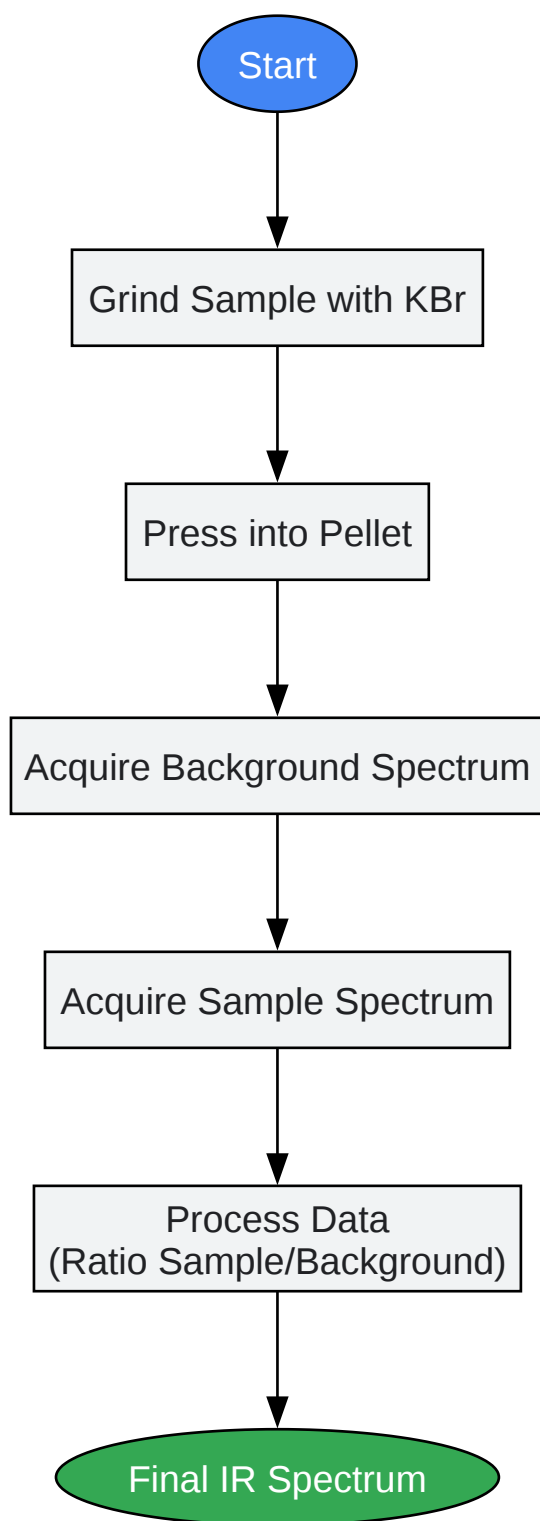 Start
Grind Sample with KBr
Press into Pellet
Acquire Background Spectrum
Acquire Sample Spectrum
Process Data
(Ratio Sample/Background)
Final IR Spectrum